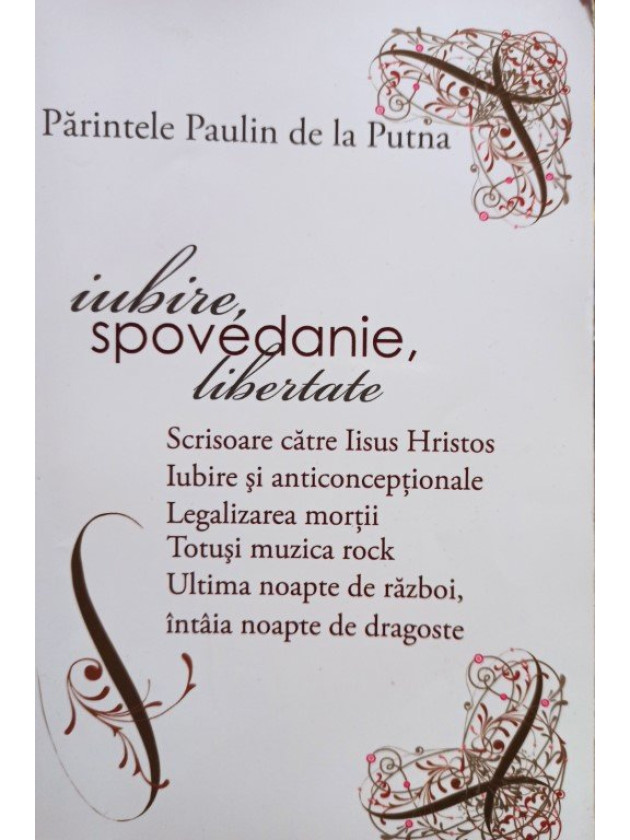 Părintele Paulin de la Putna
iubire,
spovedanie,
libertate
Scrisoare către Iisus Hristos
Iubire şi anticoncepţionale
Legalizarea morţii
Totuşi muzica rock
Ultima noapte de război,
întâia noapte de dragoste